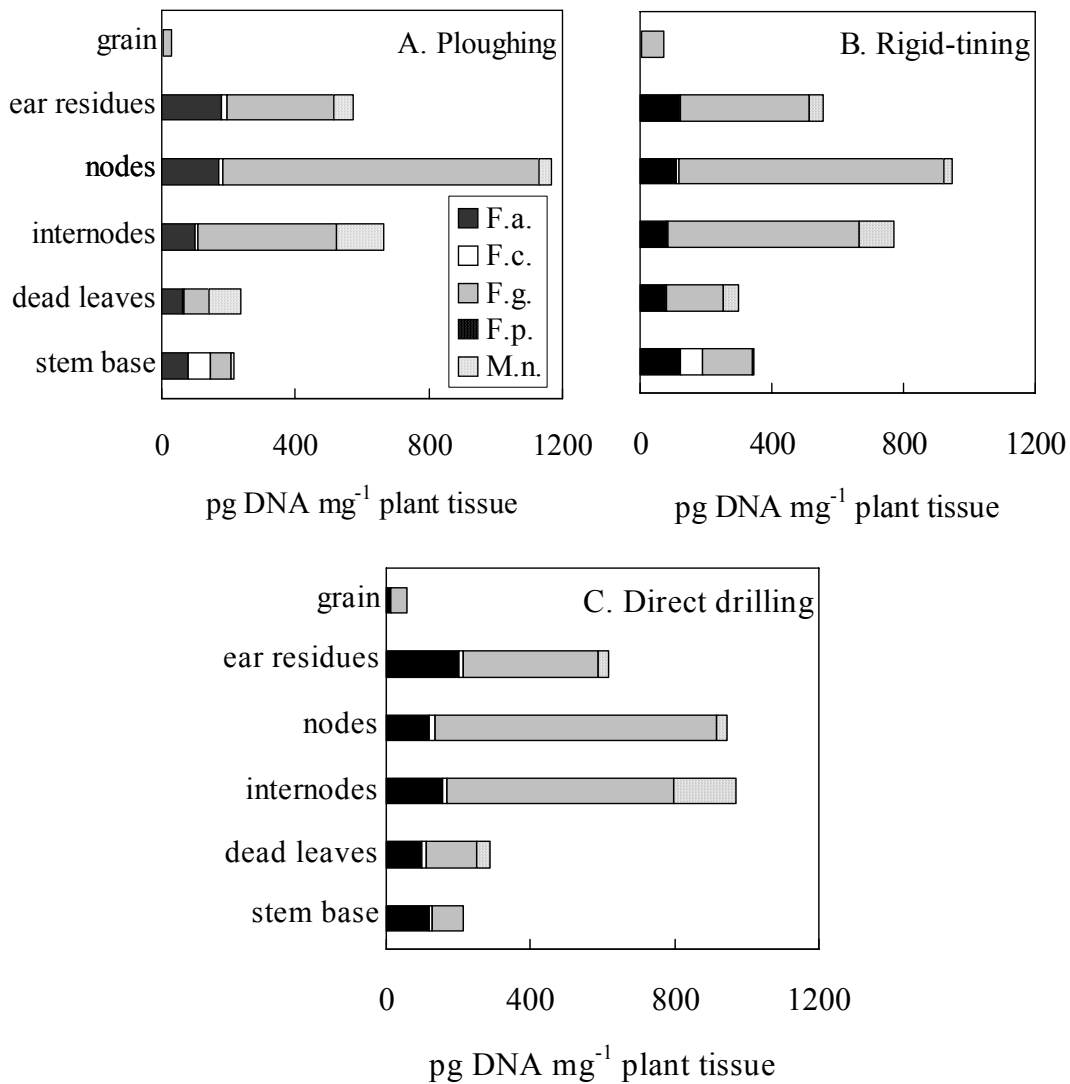 A. Ploughing
grain
ear residues
nodes
internodes
dead leaves
stem base
F.a.
F.c.
F.g.
F.p.
M.n.
0 400 800 1200
pg DNA mg⁻¹ plant tissue
B. Rigid-tining
0 400 800 1200
pg DNA mg⁻¹ plant tissue
C. Direct drilling
grain
ear residues
nodes
internodes
dead leaves
stem base
0 400 800 1200
pg DNA mg⁻¹ plant tissue